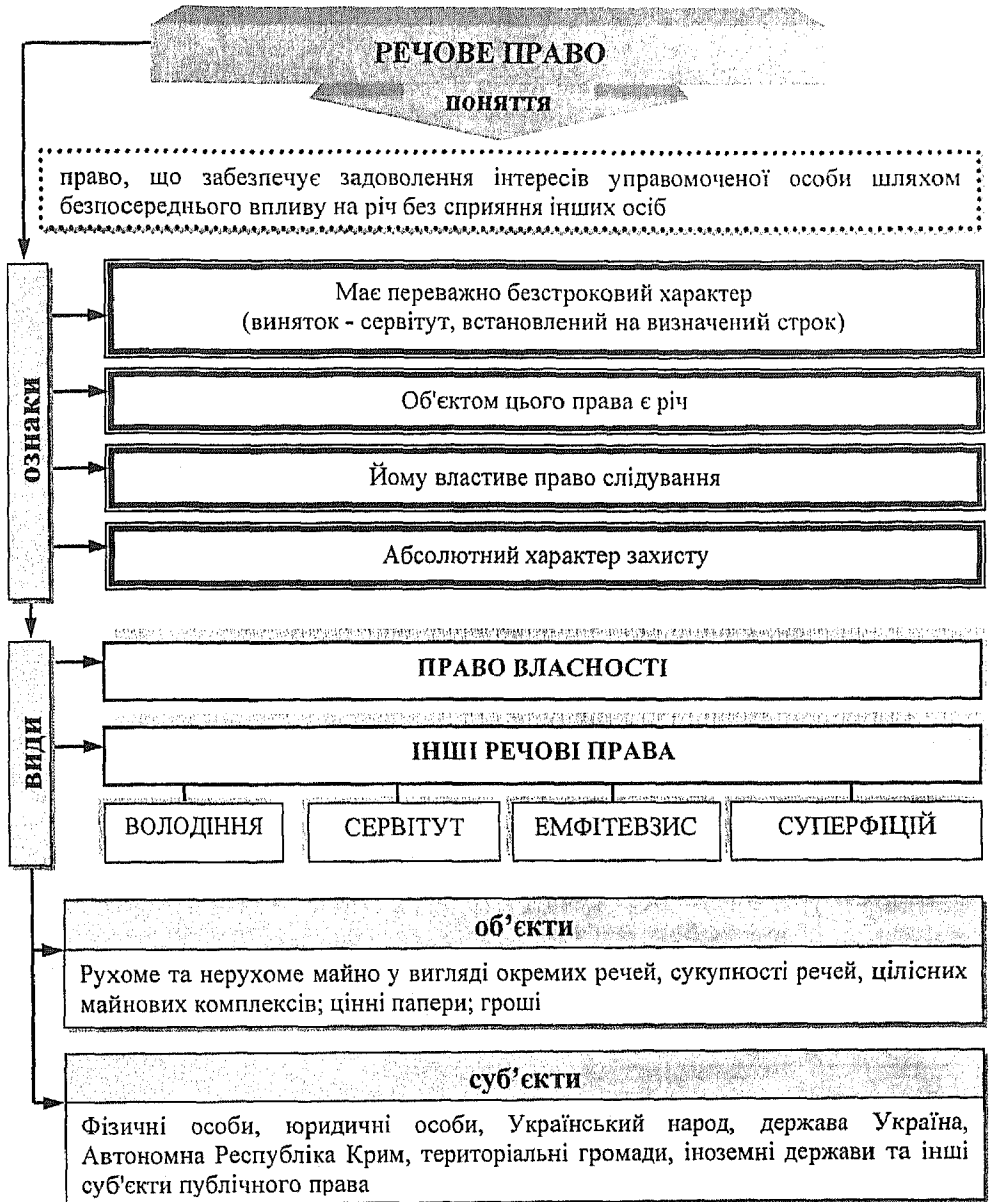 РЕЧОВЕ ПРАВО
поняття
право, що забезпечує задоволення інтересів управомоченої особи шляхом
безпосереднього впливу на річ без сприяння інших осіб
ознаки
Має переважно безстроковий характер
(виняток - сервітут, встановлений на визначений строк)
Об'єктом цього права є річ
Йому властиве право слідування
Абсолютний характер захисту
види
ПРАВО ВЛАСНОСТІ
ІНШІ РЕЧОВІ ПРАВА
ВОЛОДІННЯ
СЕРВІТУТ
ЕМФІТЕВЗИС
СУПЕРФІЦІЙ
об’єкти
Рухоме та нерухоме майно у вигляді окремих речей, сукупності речей, цілісних
майнових комплексів; цінні папери; гроші
суб’єкти
Фізичні особи, юридичні особи, Український народ, держава Україна,
Автономна Республіка Крим, територіальні громади, іноземні держави та інші
суб'єкти публічного права